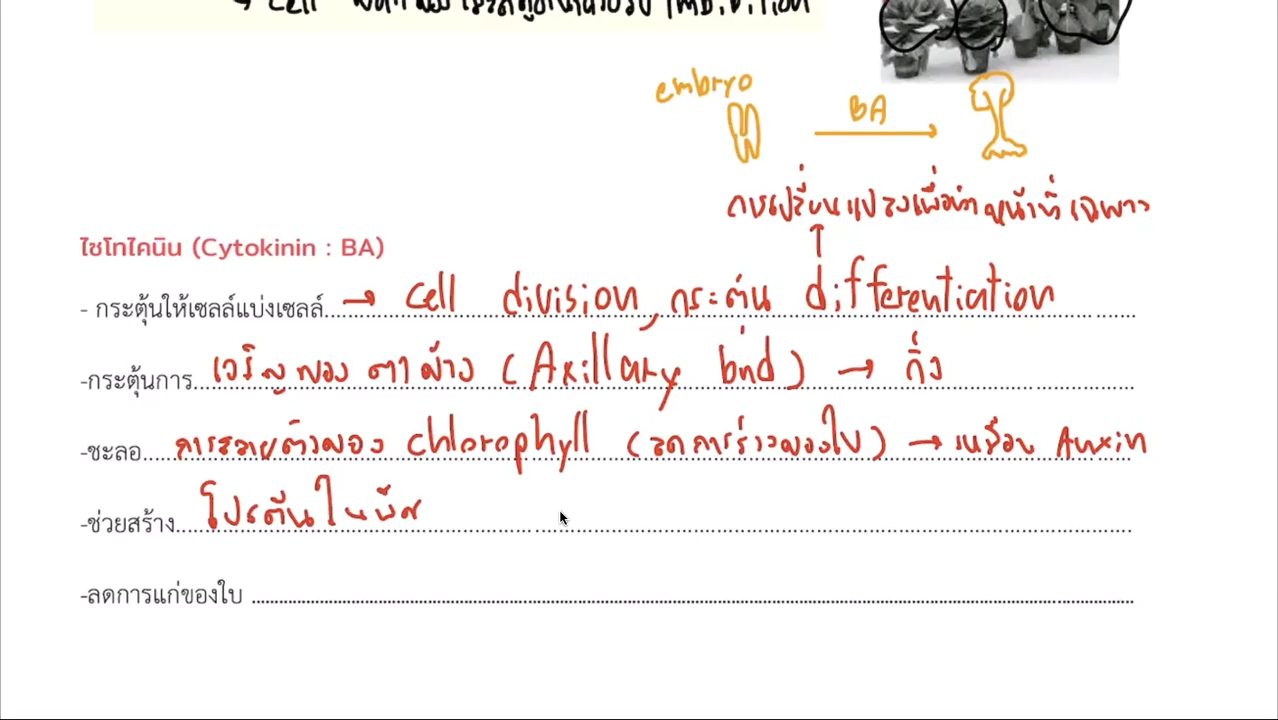 → cell imbibition
embryo
BA
การเปลี่ยนแปลงเพื่อทำหน้าที่เฉพาะ
↑
ไซโทไคนิน (Cytokinin : BA)
- กระตุ้นให้เซลล์แบ่งเซลล์.... → cell division, กระตุ้น differentiation
-กระตุ้นการ... เจริญของตาข้าง (Axillary bud) → กิ่ง
-ชะลอ.... การสลายตัวของ chlorophyll (ลดการร่วงของใบ) → เหมือน Auxin
-ช่วยสร้าง.... โปรตีนในพืช
-ลดการแก่ของใบ ....